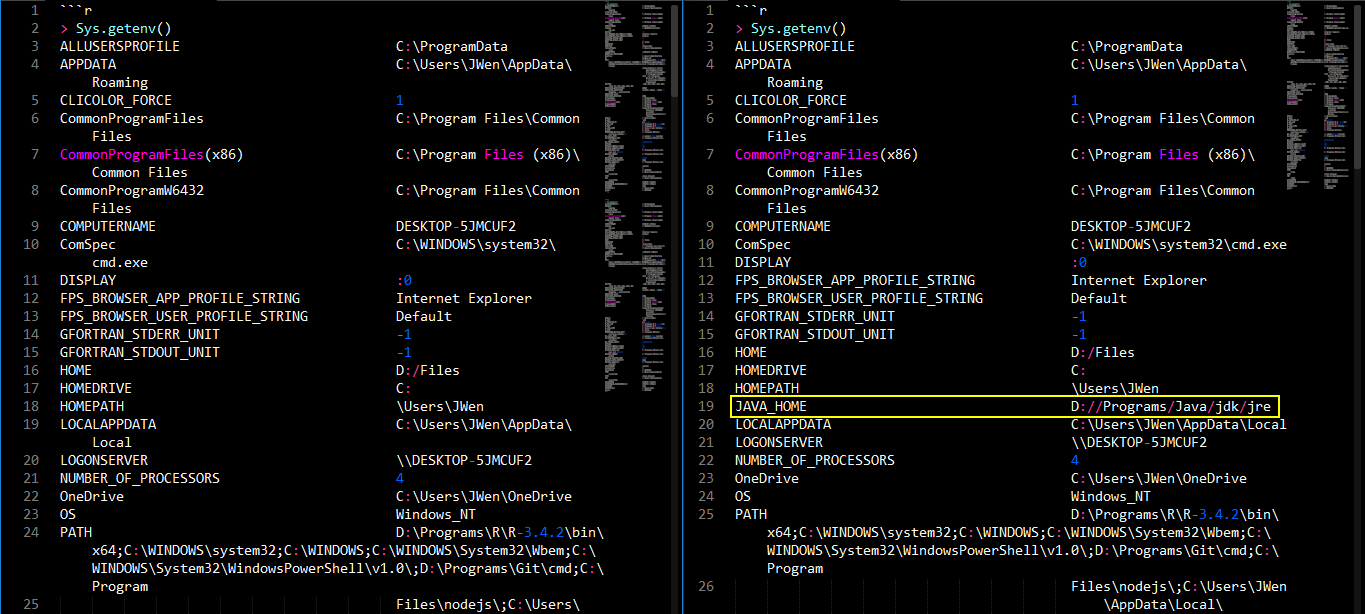 1 ```r
2 > Sys.getenv()
3 ALLUSERSPROFILE C:\ProgramData
4 APPDATA C:\Users\JWen\AppData\
Roaming
5 CLICOLOR_FORCE 1
6 CommonProgramFiles C:\Program Files\Common
Files
7 CommonProgramFiles(x86) C:\Program Files (x86)\
Common Files
8 CommonProgramW6432 C:\Program Files\Common
Files
9 COMPUTERNAME DESKTOP-5JMCUF2
10 ComSpec C:\WINDOWS\system32\
cmd.exe
11 DISPLAY :0
12 FPS_BROWSER_APP_PROFILE_STRING Internet Explorer
13 FPS_BROWSER_USER_PROFILE_STRING Default
14 GFORTRAN_STDERR_UNIT -1
15 GFORTRAN_STDOUT_UNIT -1
16 HOME D:/Files
17 HOMEDRIVE C:
18 HOMEPATH \Users\JWen
19 LOCALAPPDATA C:\Users\JWen\AppData\
Local
20 LOGONSERVER \\DESKTOP-5JMCUF2
21 NUMBER_OF_PROCESSORS 4
22 OneDrive C:\Users\JWen\OneDrive
23 OS Windows_NT
24 PATH D:\Programs\R\R-3.4.2\bin\
x64;C:\WINDOWS\system32;C:\WINDOWS;C:\WINDOWS\System32\Wbem;C:\
WINDOWS\System32\WindowsPowerShell\v1.0\;D:\Programs\Git\cmd;C:\
Program
25 Files\nodejs\;C:\Users\
1 ```r
2 > Sys.getenv()
3 ALLUSERSPROFILE C:\ProgramData
4 APPDATA C:\Users\JWen\AppData\
Roaming
5 CLICOLOR_FORCE 1
6 CommonProgramFiles C:\Program Files\Common
Files
7 CommonProgramFiles(x86) C:\Program Files (x86)\
Common Files
8 CommonProgramW6432 C:\Program Files\Common
Files
9 COMPUTERNAME DESKTOP-5JMCUF2
10 ComSpec C:\WINDOWS\system32\cmd.exe
11 DISPLAY :0
12 FPS_BROWSER_APP_PROFILE_STRING Internet Explorer
13 FPS_BROWSER_USER_PROFILE_STRING Default
14 GFORTRAN_STDERR_UNIT -1
15 GFORTRAN_STDOUT_UNIT -1
16 HOME D:/Files
17 HOMEDRIVE C:
18 HOMEPATH \Users\JWen
19 JAVA_HOME D://Programs/Java/jdk/jre
20 LOCALAPPDATA C:\Users\JWen\AppData\Local
21 LOGONSERVER \\DESKTOP-5JMCUF2
22 NUMBER_OF_PROCESSORS 4
23 OneDrive C:\Users\JWen\OneDrive
24 OS Windows_NT
25 PATH D:\Programs\R\R-3.4.2\bin\
x64;C:\WINDOWS\system32;C:\WINDOWS;C:\WINDOWS\System32\Wbem;C:\
WINDOWS\System32\WindowsPowerShell\v1.0\;D:\Programs\Git\cmd;C:\
Program
26 Files\nodejs\;C:\Users\JWen
\AppData\Local\